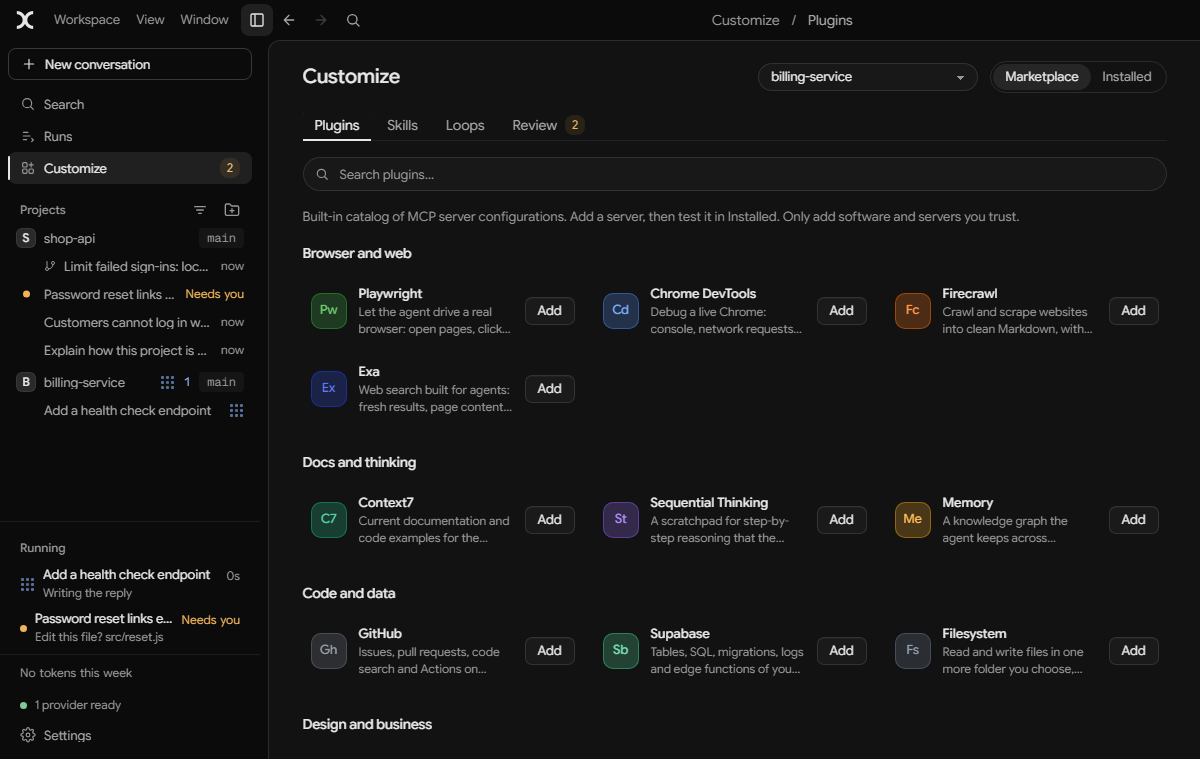 Workspace View Window
Customize / Plugins
New conversation
Search
Runs
Customize 2
Projects
S shop-api main
Limit failed sign-ins: loc... now
Password reset links ... Needs you
Customers cannot log in w... now
Explain how this project is ... now
B billing-service 1 main
Add a health check endpoint
Running
Add a health check endpoint 0s
Writing the reply
Password reset links e... Needs you
Edit this file? src/reset.js
No tokens this week
1 provider ready
Settings
Customize
billing-service
Marketplace Installed
Plugins Skills Loops Review 2
Search plugins...
Built-in catalog of MCP server configurations. Add a server, then test it in Installed. Only add software and servers you trust.
Browser and web
Pw
Playwright
Let the agent drive a real
browser: open pages, click...
Add
Cd
Chrome DevTools
Debug a live Chrome:
console, network requests...
Add
Fc
Firecrawl
Crawl and scrape websites
into clean Markdown, with...
Add
Ex
Exa
Web search built for agents:
fresh results, page content...
Add
Docs and thinking
C7
Context7
Current documentation and
code examples for the...
Add
St
Sequential Thinking
A scratchpad for step-by-
step reasoning that the...
Add
Me
Memory
A knowledge graph the
agent keeps across...
Add
Code and data
Gh
GitHub
Issues, pull requests, code
search and Actions on...
Add
Sb
Supabase
Tables, SQL, migrations, logs
and edge functions of you...
Add
Fs
Filesystem
Read and write files in one
more folder you choose,...
Add
Design and business